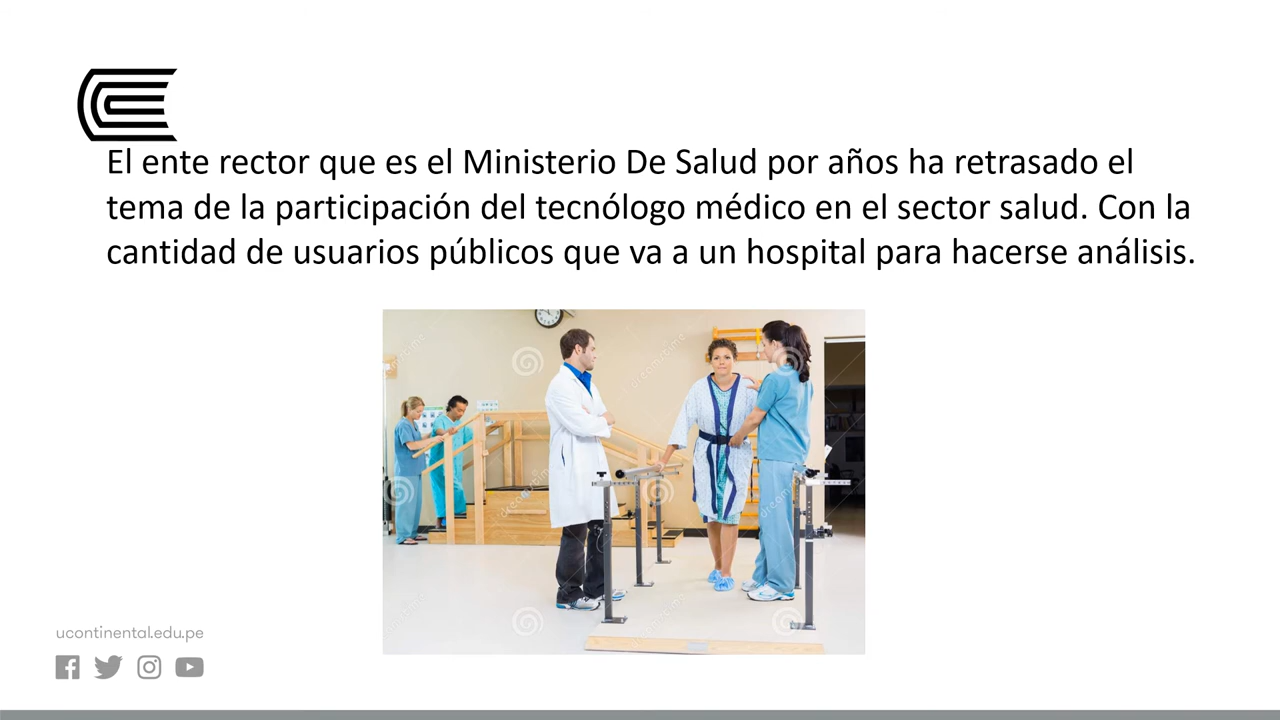 El ente rector que es el Ministerio De Salud por años ha retrasado el
tema de la participación del tecnólogo médico en el sector salud. Con la
cantidad de usuarios públicos que va a un hospital para hacerse análisis.
ucontinental.edu.pe